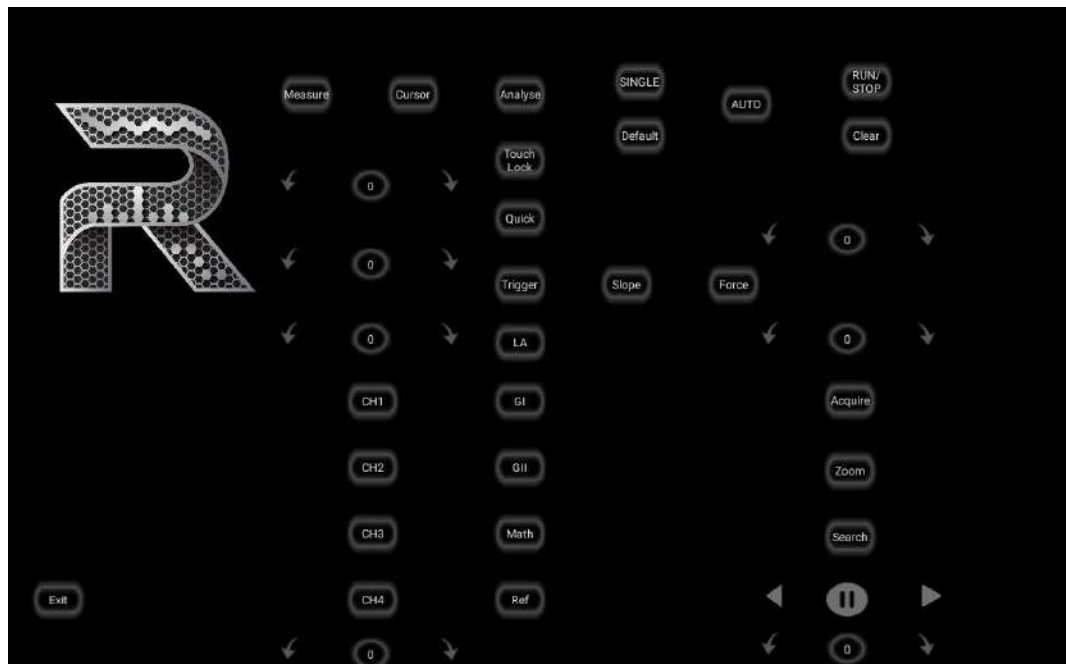 SINGLE
RUN/
STOP
Measure
Cursor
Analyse
AUTO
Default
Clear
Touch
Lock
0
Quick
0
0
Trigger
Slope
Force
0
0
LA
CH1
GI
Acquire
CH2
GII
Zoom
CH3
Math
Search
Exit
CH4
Ref
0
0